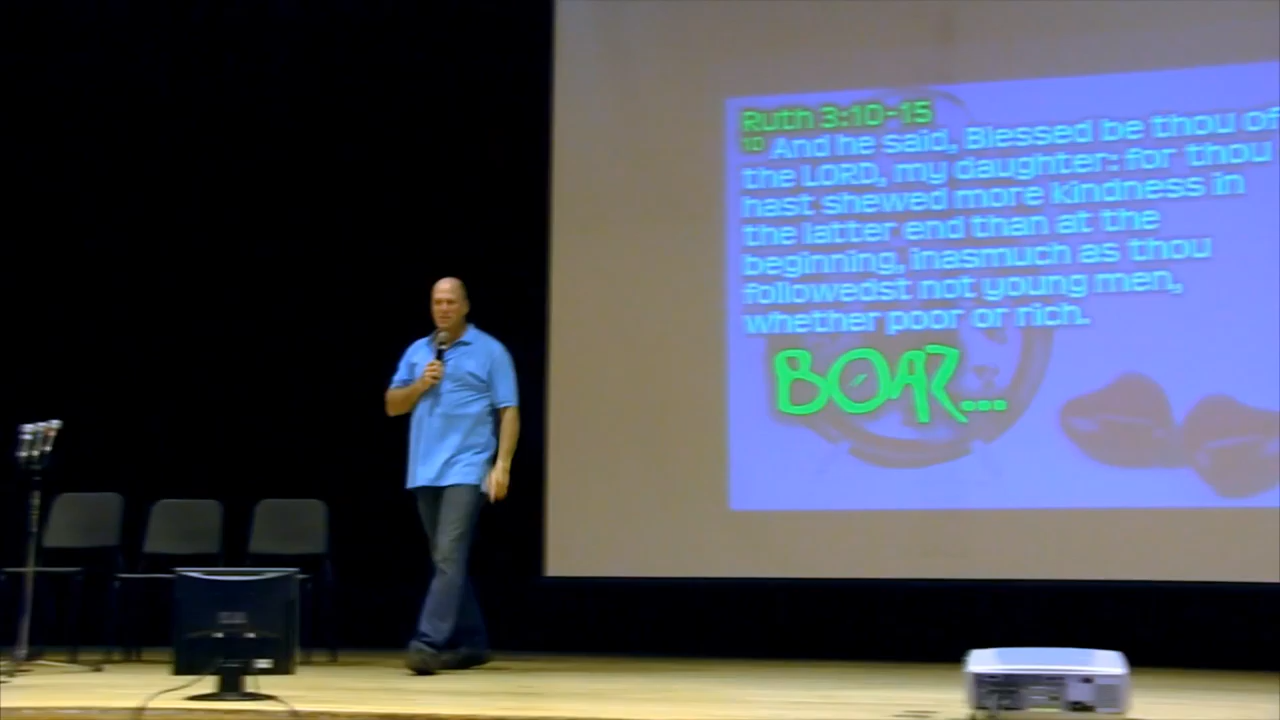 Ruth 3:10-15
10 And he said, Blessed be thou of
the LORD, my daughter: for thou
hast shewed more kindness in
the latter end than at the
beginning, inasmuch as thou
followedst not young men,
whether poor or rich.
BOAZ...